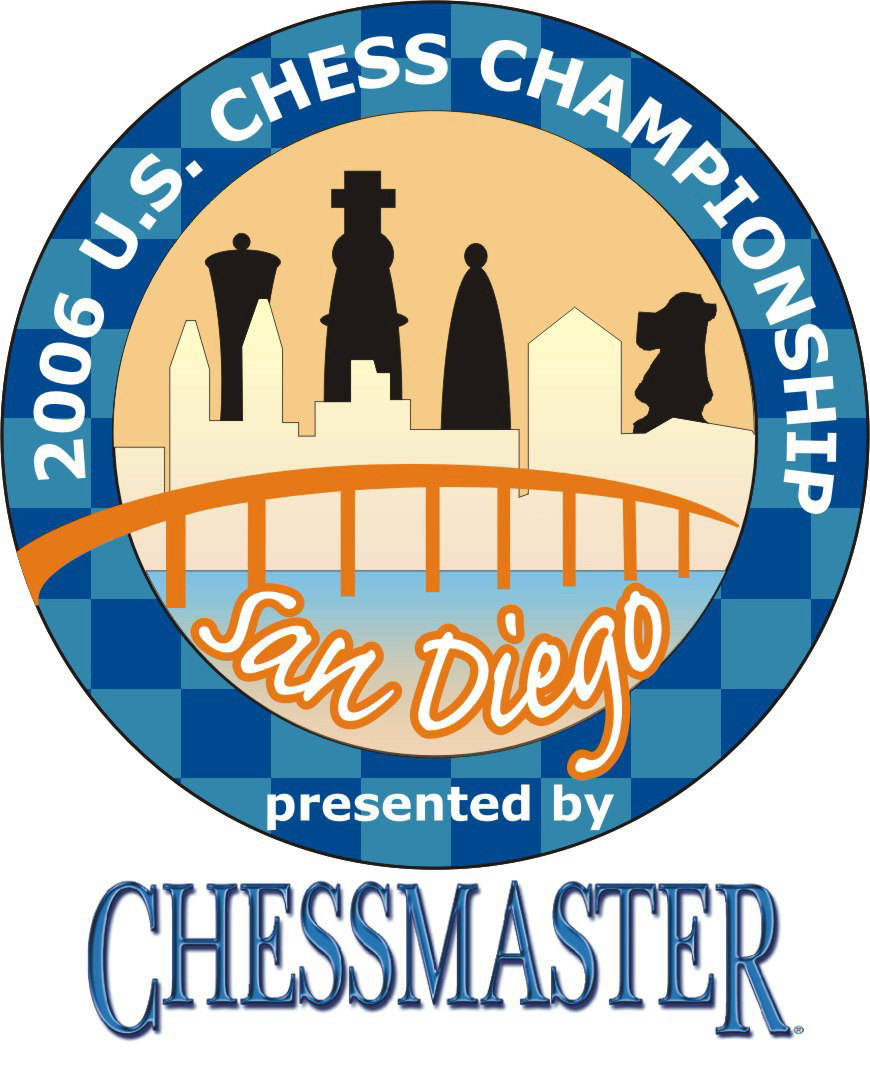 2006 U.S. CHESS CHAMPIONSHIP
San Diego
presented by
CHESSMASTER®